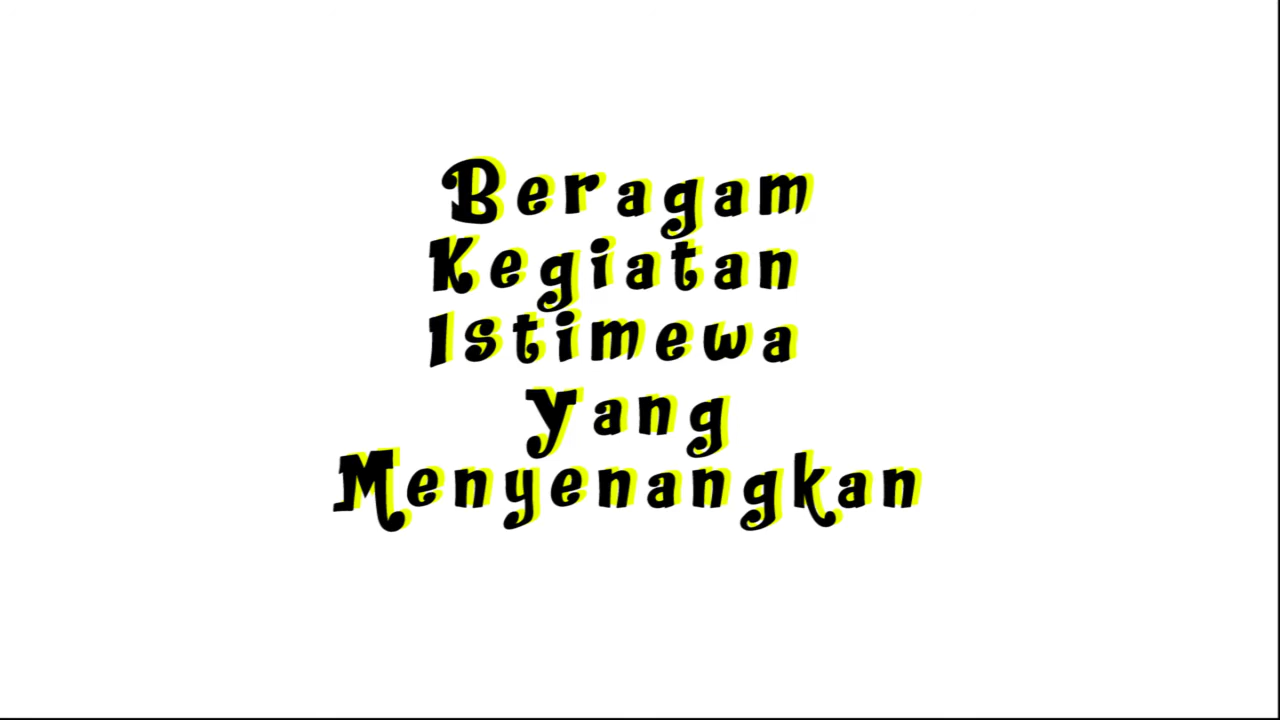 Beragam
Kegiatan
Istimewa
Yang
Menyenangkan